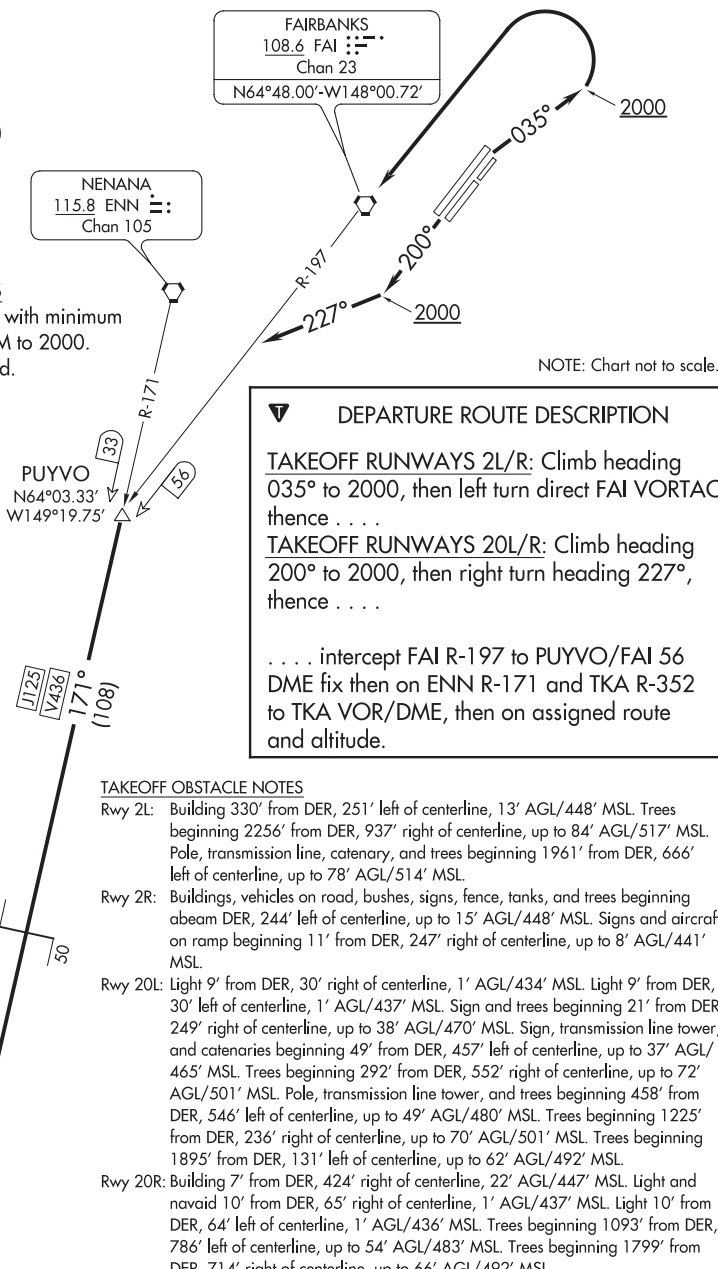 FAIRBANKS
108.6 FAI
Chan 23
N64°48.00′-W148°00.72′
2000
035°
NENANA
115.8 ENN
Chan 105
200°
R-197
227°
2000
with minimum
to 2000.
NOTE: Chart not to scale.
R-171
33
56
PUYVO
N64°03.33′
W149°19.75′
T DEPARTURE ROUTE DESCRIPTION
TAKEOFF RUNWAYS 2L/R: Climb heading
035° to 2000, then left turn direct FAI VORTAC
thence . . . .
TAKEOFF RUNWAYS 20L/R: Climb heading
200° to 2000, then right turn heading 227°,
thence . . . .
. . . . intercept FAI R-197 to PUYVO/FAI 56
DME fix then on ENN R-171 and TKA R-352
to TKA VOR/DME, then on assigned route
and altitude.
J125
V436
171°
(108)
50
TAKEOFF OBSTACLE NOTES
Rwy 2L: Building 330′ from DER, 251′ left of centerline, 13′ AGL/448′ MSL. Trees
beginning 2256′ from DER, 937′ right of centerline, up to 84′ AGL/517′ MSL.
Pole, transmission line, catenary, and trees beginning 1961′ from DER, 666′
left of centerline, up to 78′ AGL/514′ MSL.
Rwy 2R: Buildings, vehicles on road, bushes, signs, fence, tanks, and trees beginning
abeam DER, 244′ left of centerline, up to 15′ AGL/448′ MSL. Signs and aircraft
on ramp beginning 11′ from DER, 247′ right of centerline, up to 8′ AGL/441′
MSL.
Rwy 20L: Light 9′ from DER, 30′ right of centerline, 1′ AGL/434′ MSL. Light 9′ from DER,
30′ left of centerline, 1′ AGL/437′ MSL. Sign and trees beginning 21′ from DER
249′ right of centerline, up to 38′ AGL/470′ MSL. Sign, transmission line tower,
and catenaries beginning 49′ from DER, 457′ left of centerline, up to 37′ AGL/
465′ MSL. Trees beginning 292′ from DER, 552′ right of centerline, up to 72′
AGL/501′ MSL. Pole, transmission line tower, and trees beginning 458′ from
DER, 546′ left of centerline, up to 49′ AGL/480′ MSL. Trees beginning 1225′
from DER, 236′ right of centerline, up to 70′ AGL/501′ MSL. Trees beginning
1895′ from DER, 131′ left of centerline, up to 62′ AGL/492′ MSL.
Rwy 20R: Building 7′ from DER, 424′ right of centerline, 22′ AGL/447′ MSL. Light and
navaid 10′ from DER, 65′ right of centerline, 1′ AGL/437′ MSL. Light 10′ from
DER, 64′ left of centerline, 1′ AGL/436′ MSL. Trees beginning 1093′ from DER,
786′ left of centerline, up to 54′ AGL/483′ MSL. Trees beginning 1799′ from
DER, 714′ right of centerline, up to 66′ AGL/492′ MSL.